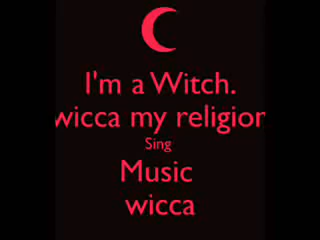 I'm a Witch.
wicca my religion
Sing
Music
wicca